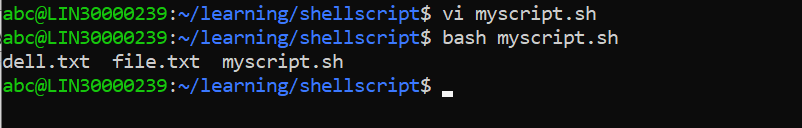 abc@LIN30000239:~/learning/shellscript$ vi myscript.sh
abc@LIN30000239:~/learning/shellscript$ bash myscript.sh
dell.txt  file.txt  myscript.sh
abc@LIN30000239:~/learning/shellscript$